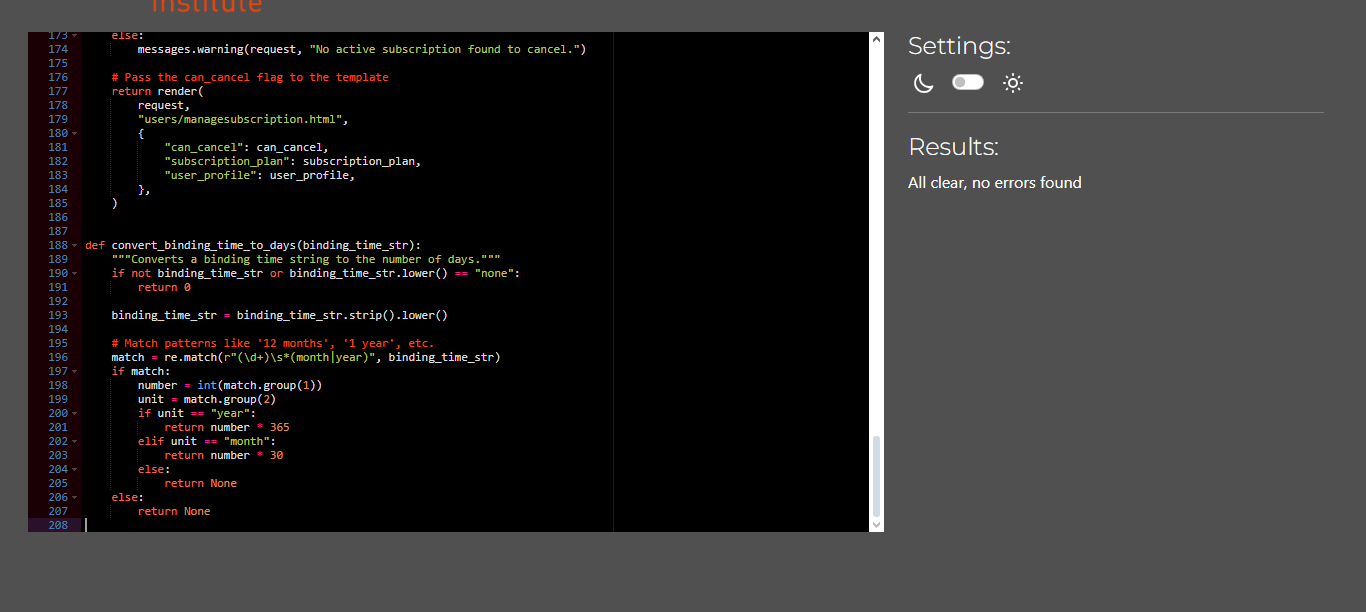 Institute
173 else:
174 messages.warning(request, "No active subscription found to cancel.")
175
176 # Pass the can_cancel flag to the template
177 return render(
178 request,
179 "users/managesubscription.html",
180 {
181 "can_cancel": can_cancel,
182 "subscription_plan": subscription_plan,
183 "user_profile": user_profile,
184 },
185 )
186
187
188 def convert_binding_time_to_days(binding_time_str):
189 """Converts a binding time string to the number of days."""
190 if not binding_time_str or binding_time_str.lower() == "none":
191 return 0
192
193 binding_time_str = binding_time_str.strip().lower()
194
195 # Match patterns like '12 months', '1 year', etc.
196 match = re.match(r"(\d+)\s*(month|year)", binding_time_str)
197 if match:
198 number = int(match.group(1))
199 unit = match.group(2)
200 if unit == "year":
201 return number * 365
202 elif unit == "month":
203 return number * 30
204 else:
205 return None
206 else:
207 return None
208
Settings:
Results:
All clear, no errors found